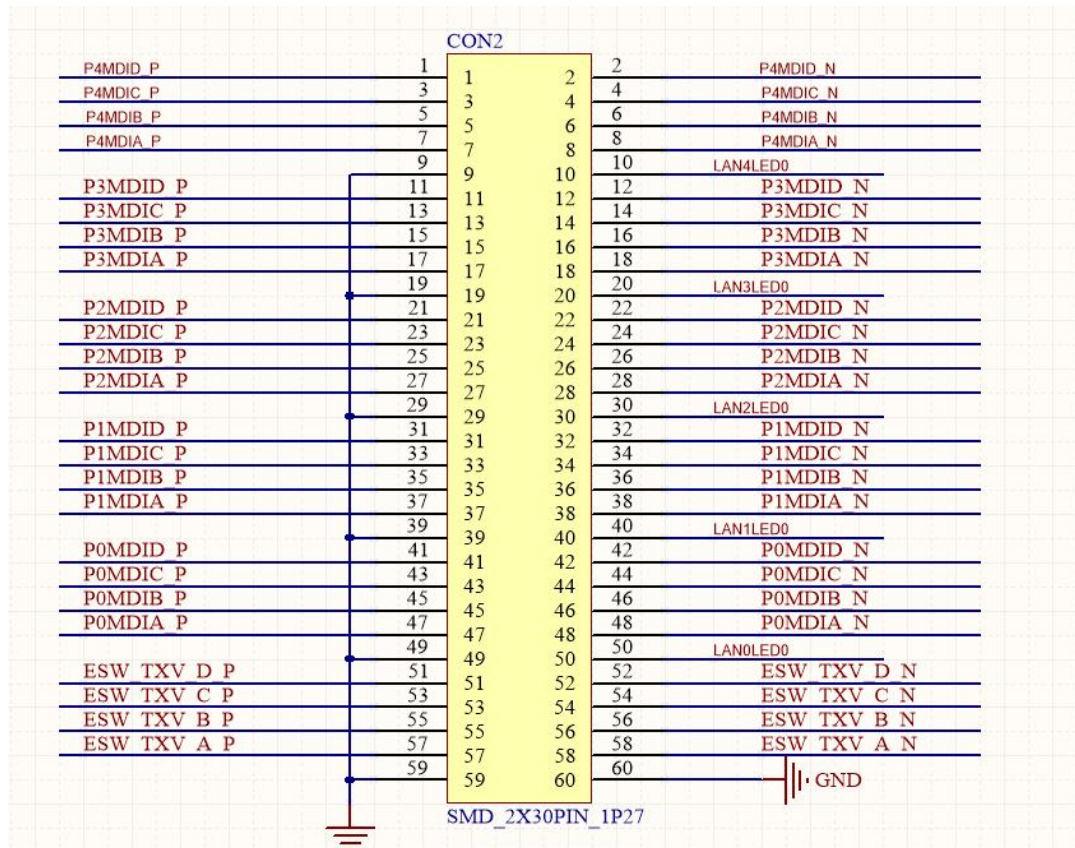 CON2
P4MDID_P 1 1 2 2 P4MDID_N
P4MDIC_P 3 3 4 4 P4MDIC_N
P4MDIB_P 5 5 6 6 P4MDIB_N
P4MDIA_P 7 7 8 8 P4MDIA_N
9 9 10 10 LAN4LED0
P3MDID_P 11 11 12 12 P3MDID_N
P3MDIC_P 13 13 14 14 P3MDIC_N
P3MDIB_P 15 15 16 16 P3MDIB_N
P3MDIA_P 17 17 18 18 P3MDIA_N
19 19 20 20 LAN3LED0
P2MDID_P 21 21 22 22 P2MDID_N
P2MDIC_P 23 23 24 24 P2MDIC_N
P2MDIB_P 25 25 26 26 P2MDIB_N
P2MDIA_P 27 27 28 28 P2MDIA_N
29 29 30 30 LAN2LED0
P1MDID_P 31 31 32 32 P1MDID_N
P1MDIC_P 33 33 34 34 P1MDIC_N
P1MDIB_P 35 35 36 36 P1MDIB_N
P1MDIA_P 37 37 38 38 P1MDIA_N
39 39 40 40 LAN1LED0
P0MDID_P 41 41 42 42 P0MDID_N
P0MDIC_P 43 43 44 44 P0MDIC_N
P0MDIB_P 45 45 46 46 P0MDIB_N
P0MDIA_P 47 47 48 48 P0MDIA_N
49 49 50 50 LAN0LED0
ESW_TXV_D_P 51 51 52 52 ESW_TXV_D_N
ESW_TXV_C_P 53 53 54 54 ESW_TXV_C_N
ESW_TXV_B_P 55 55 56 56 ESW_TXV_B_N
ESW_TXV_A_P 57 57 58 58 ESW_TXV_A_N
59 59 60 60 GND
SMD_2X30PIN_1P27